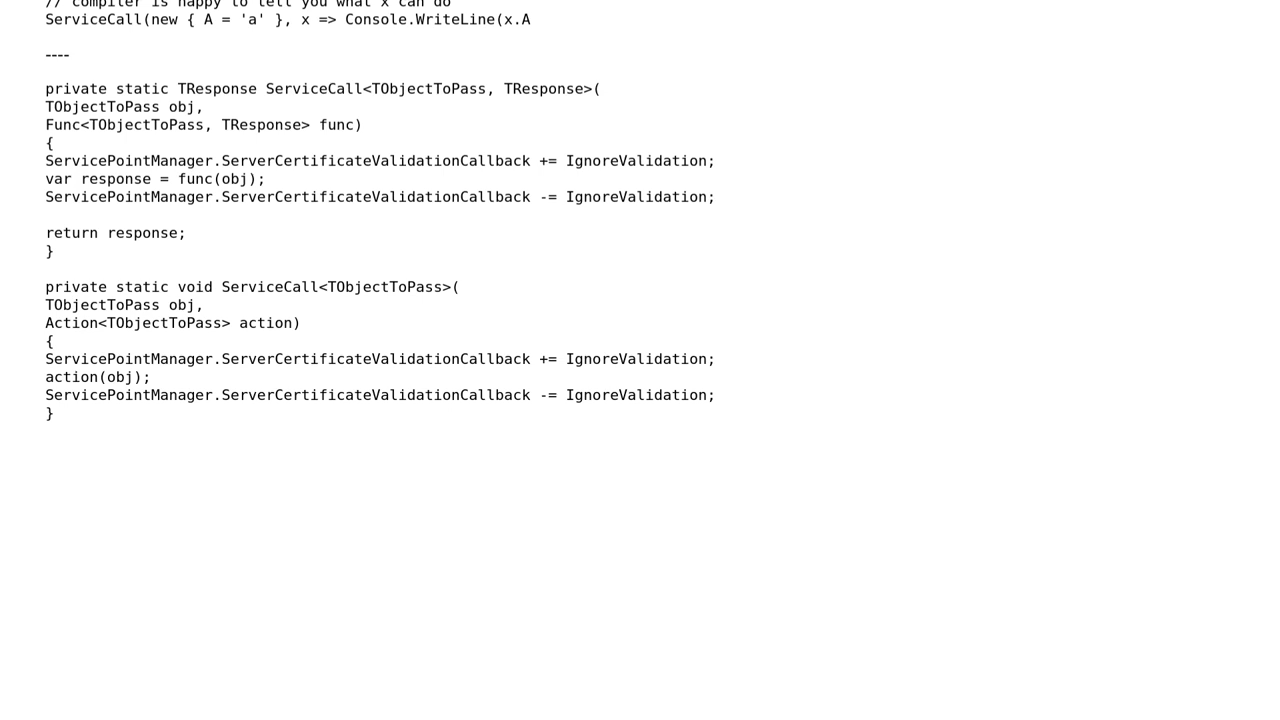 // compiler is happy to tell you what x can do
ServiceCall(new { A = 'a' }, x => Console.WriteLine(x.A
----
private static TResponse ServiceCall<TObjectToPass, TResponse>(
TObjectToPass obj,
Func<TObjectToPass, TResponse> func)
{
ServicePointManager.ServerCertificateValidationCallback += IgnoreValidation;
var response = func(obj);
ServicePointManager.ServerCertificateValidationCallback -= IgnoreValidation;
return response;
}
private static void ServiceCall<TObjectToPass>(
TObjectToPass obj,
Action<TObjectToPass> action)
{
ServicePointManager.ServerCertificateValidationCallback += IgnoreValidation;
action(obj);
ServicePointManager.ServerCertificateValidationCallback -= IgnoreValidation;
}